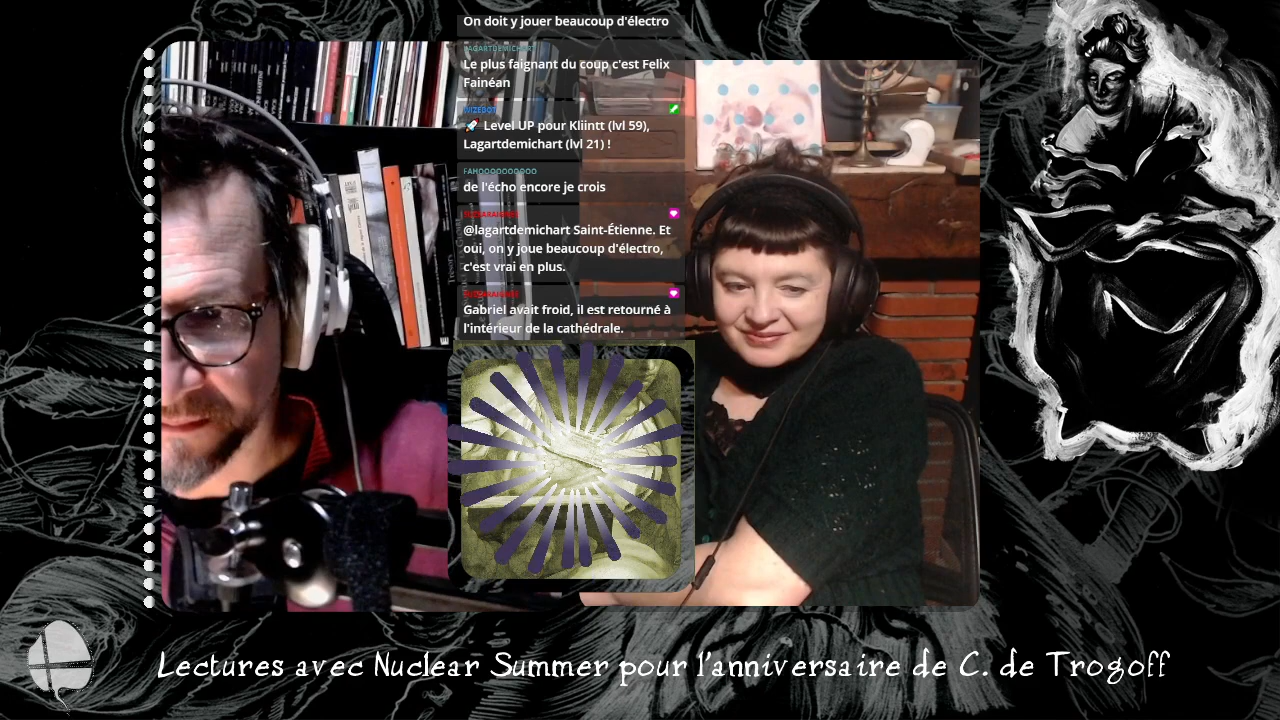 On doit y jouer beaucoup d'électro
LAGARTDEMICHART
Le plus faignant du coup c'est Felix
Fainéan
WIZEBOT
Level UP pour Kliintt (lvl 59),
Lagartdemichart (lvl 21) !
FAHOOOOOOOOO
de l'écho encore je crois
@lagartdemichart Saint-Étienne. Et
oui, on y joue beaucoup d'électro,
c'est vrai en plus.
Gabriel avait froid, il est retourné à
l'intérieur de la cathédrale.
Lectures avec Nuclear Summer pour l'anniversaire de C. de Trogoff